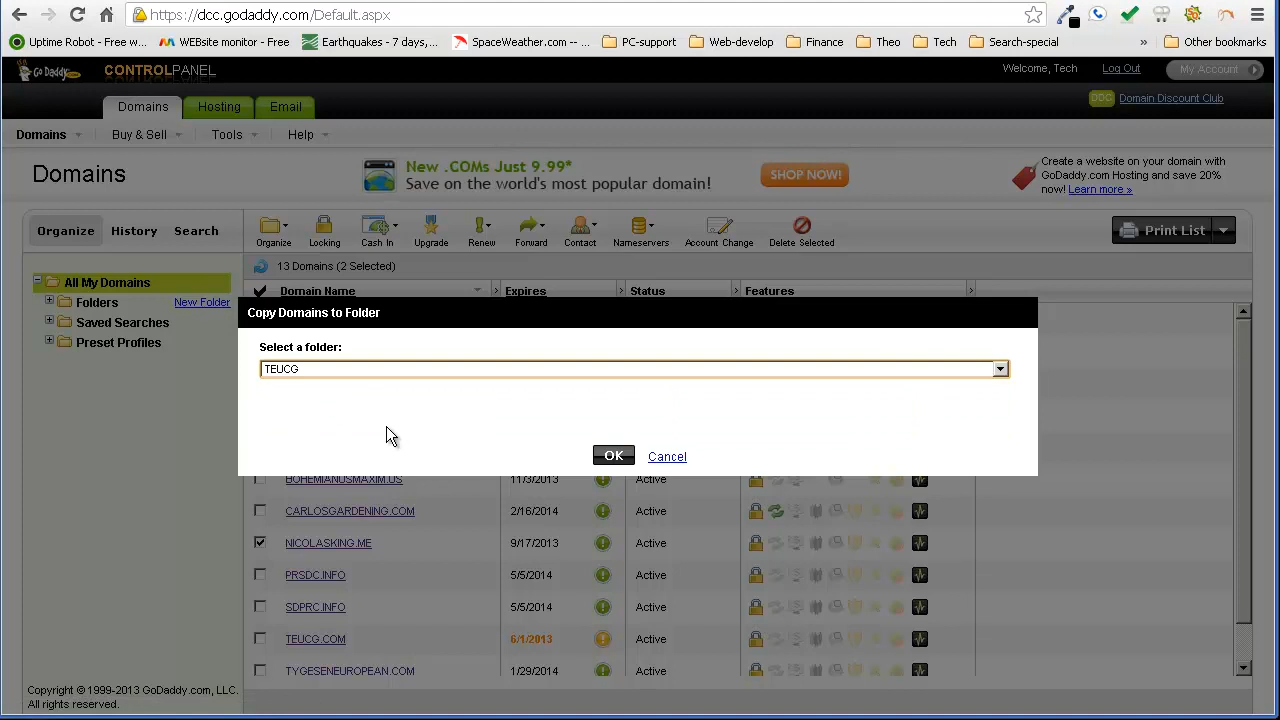 https://dcc.godaddy.com/Default.aspx
Uptime Robot - Free w...
WEBsite monitor - Free
Earthquakes - 7 days,...
SpaceWeather.com -- ...
PC-support
Web-develop
Finance
Theo
Tech
Search-special
»
Other bookmarks
Go Daddy
CONTROLPANEL
Welcome, Tech
Log Out
My Account
Domains
Hosting
Email
DDC
Domain Discount Club
Domains
Buy & Sell
Tools
Help
Domains
New .COMs Just 9.99*
Save on the world's most popular domain!
SHOP NOW!
Create a website on your domain with
GoDaddy.com Hosting and save 20%
now! Learn more »
Organize
History
Search
Organize
Locking
Cash In
Upgrade
Renew
Forward
Contact
Nameservers
Account Change
Delete Selected
Print List
All My Domains
Folders
New Folder
Saved Searches
Preset Profiles
13 Domains (2 Selected)
Domain Name
Expires
Status
Features
Copy Domains to Folder
Select a folder:
TEUCG
OK
Cancel
BOHEMIANUSMAXIM.US 11/3/2013 Active
CARLOSGARDENING.COM 2/16/2014 Active
NICOLASKING.ME 9/17/2013 Active
PRSDC.INFO 5/5/2014 Active
SDPRC.INFO 5/5/2014 Active
TEUCG.COM 6/1/2013 Active
TYGESENEUROPEAN.COM 1/29/2014 Active
Copyright © 1999-2013 GoDaddy.com, LLC.
All rights reserved.